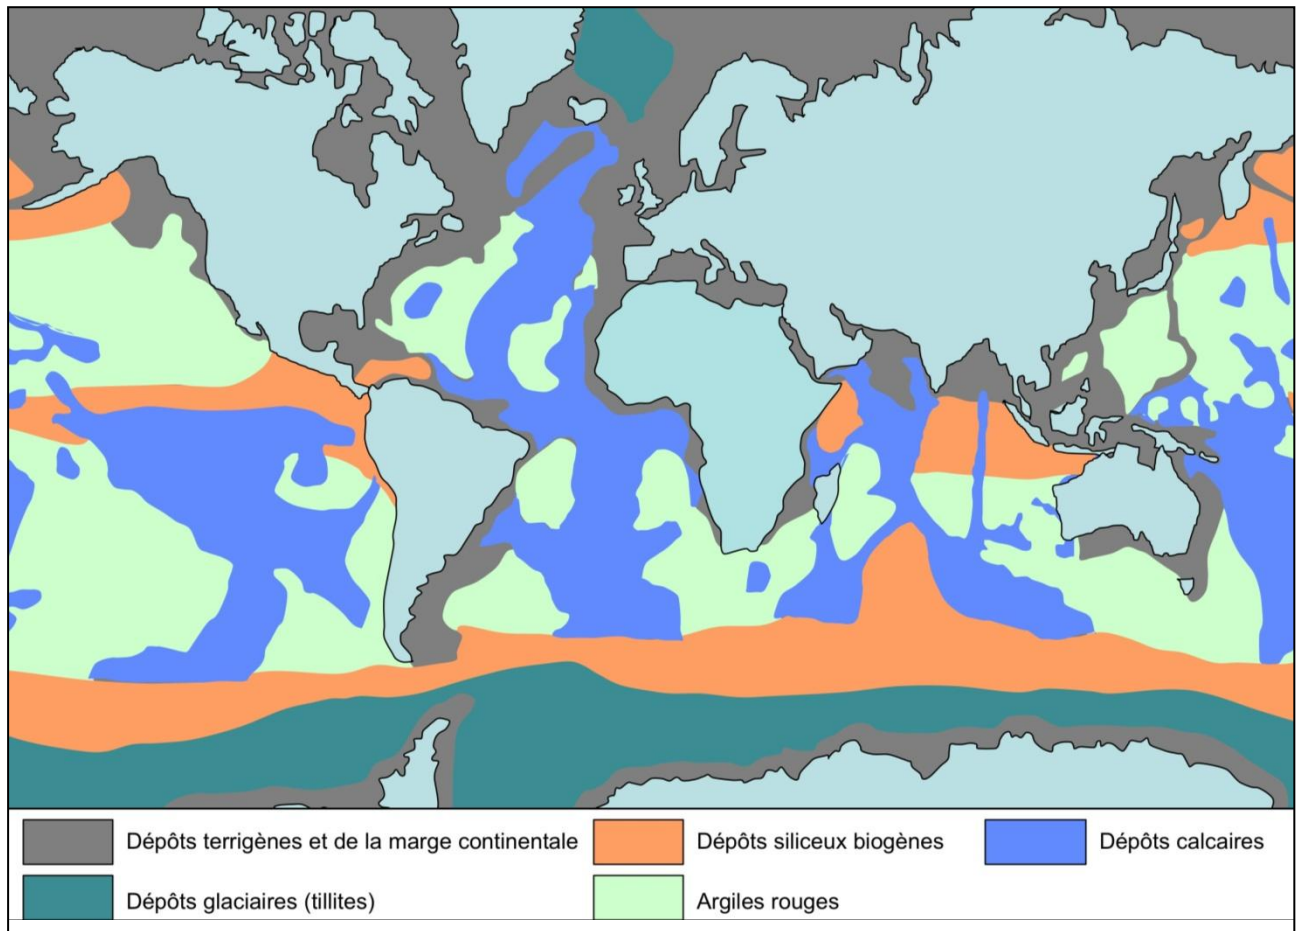 Dépôts terrigènes et de la marge continentale
Dépôts siliceux biogènes
Dépôts calcaires
Dépôts glaciaires (tillites)
Argiles rouges